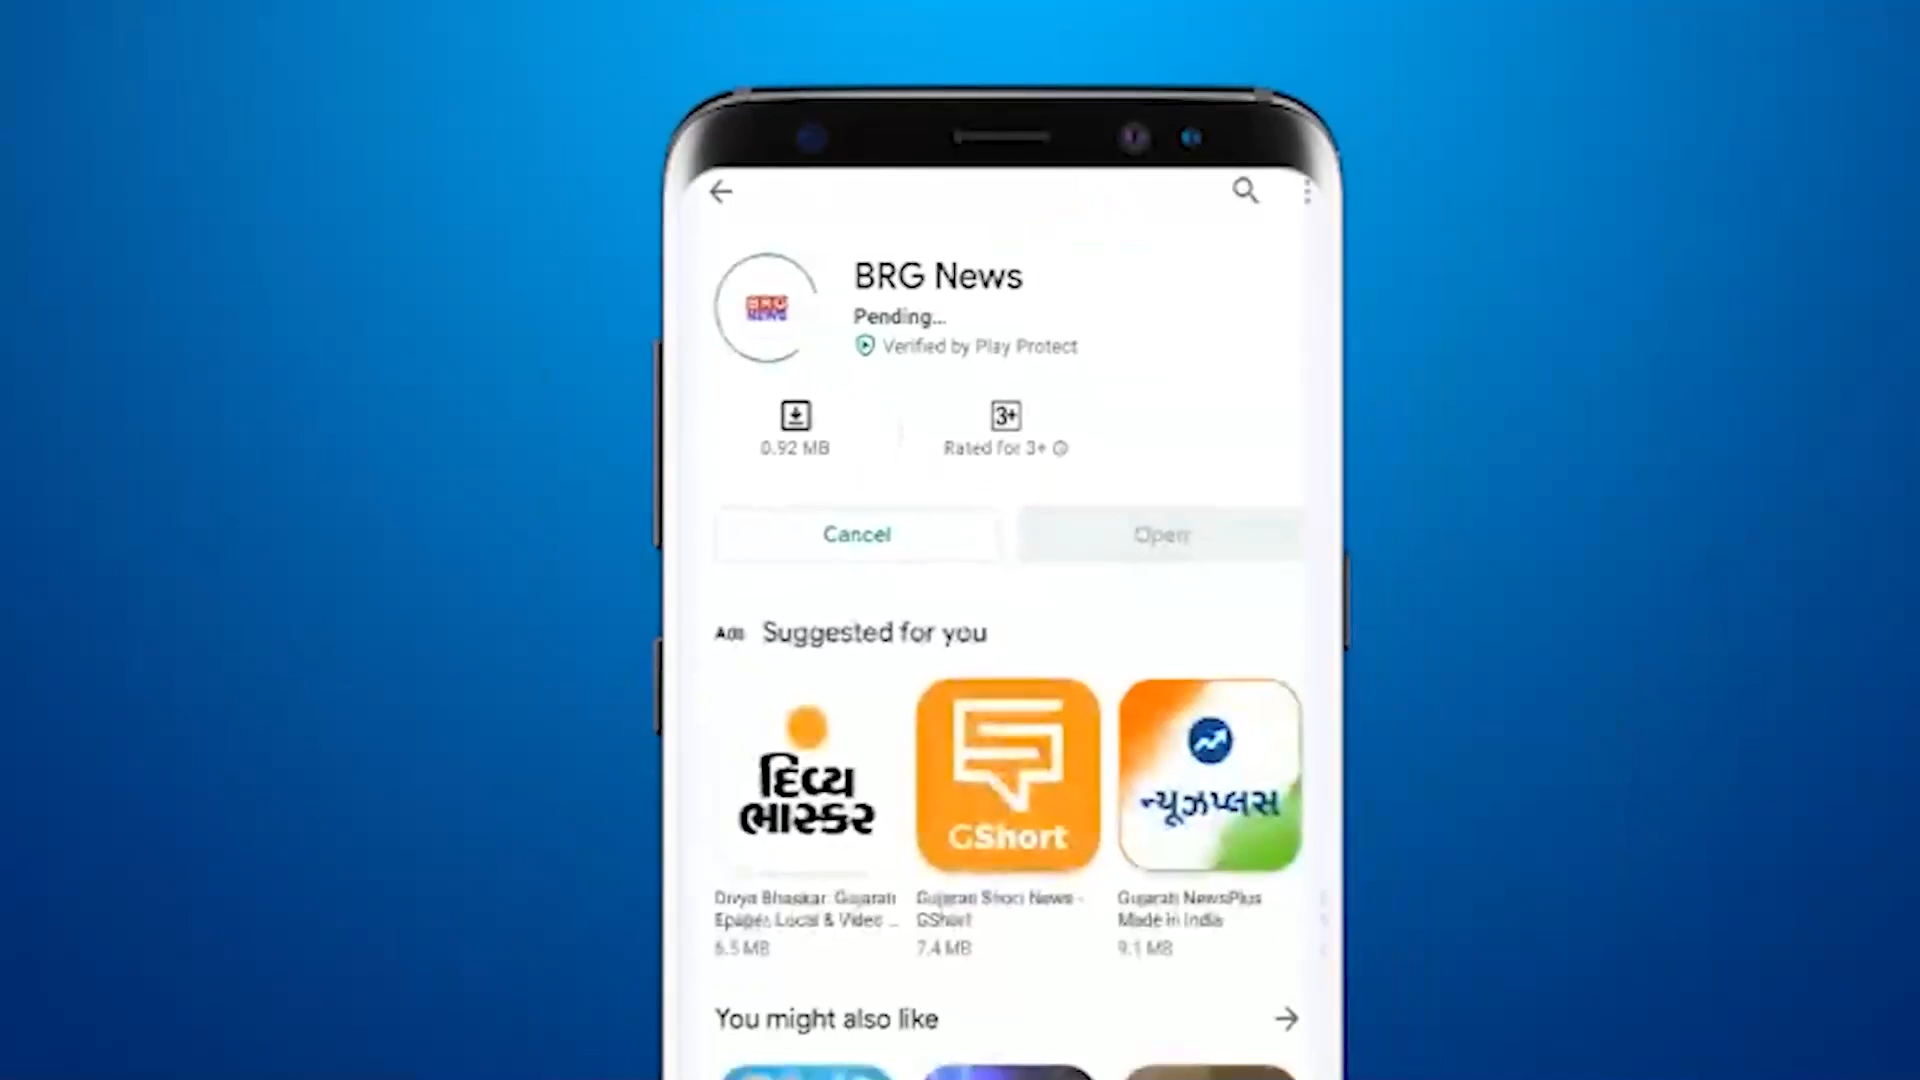 BRG News
BRG
NEWS
Pending...
Verified by Play Protect
3+
0.92 MB
Rated for 3+
Cancel
Open
Ads Suggested for you
દિવ્ય
ભાસ્કર
GShort
ન્યૂઝપ્લસ
Divya Bhaskar: Gujarati
Epaper, Local & Video ...
6.5 MB
Gujarati Short News -
GShort
7.4 MB
Gujarati NewsPlus
Made in India
9.1 MB
You might also like